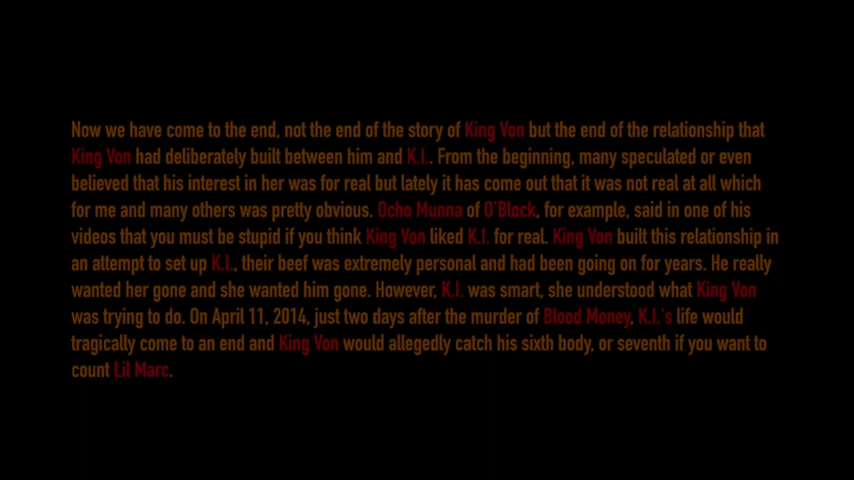 Now we have come to the end, not the end of the story of King Von but the end of the relationship that
King Von had deliberately built between him and K.I.. From the beginning, many speculated or even
believed that his interest in her was for real but lately it has come out that it was not real at all which
for me and many others was pretty obvious. Ocho Munna of O'Block, for example, said in one of his
videos that you must be stupid if you think King Von liked K.I. for real. King Von built this relationship in
an attempt to set up K.I., their beef was extremely personal and had been going on for years. He really
wanted her gone and she wanted him gone. However, K.I. was smart, she understood what King Von
was trying to do. On April 11, 2014, just two days after the murder of Blood Money, K.I.'s life would
tragically come to an end and King Von would allegedly catch his sixth body, or seventh if you want to
count Lil Marc.